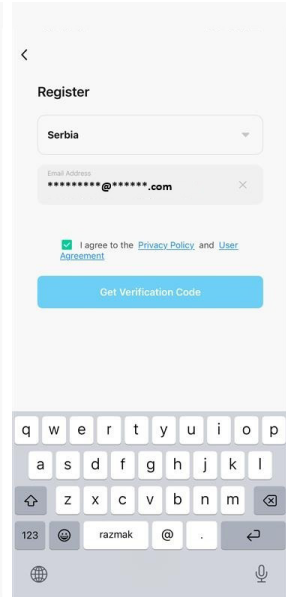 Register
Serbia
Email Address
*********@******.com
I agree to the Privacy Policy and User
Agreement
Get Verification Code
q w e r t y u i o p
a s d f g h j k l
z x c v b n m
123 razmak @ .